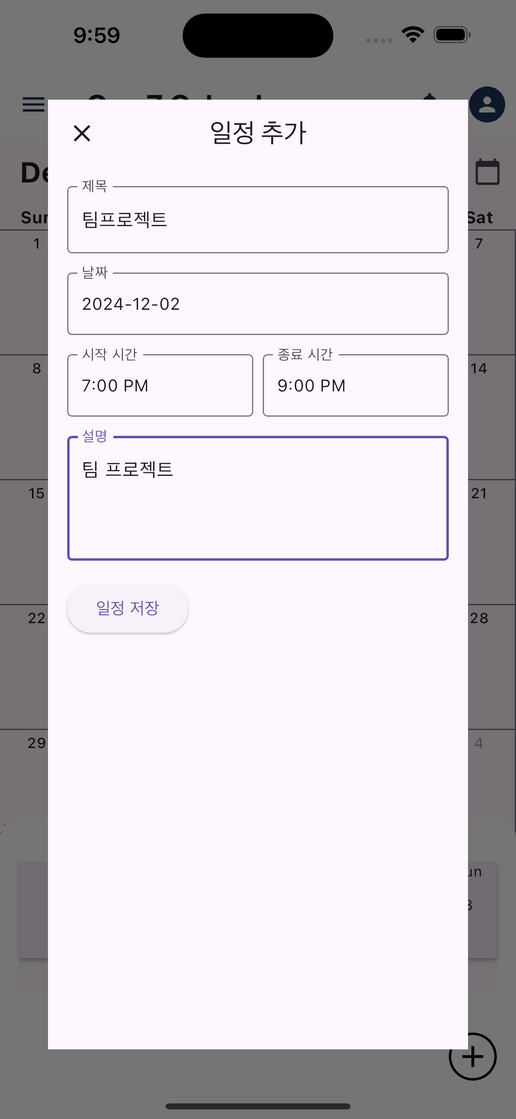 9:59
일정 추가
De
Sun
Sat
제목
팀프로젝트
1
7
날짜
2024-12-02
시작 시간
종료 시간
8
14
7:00 PM
9:00 PM
설명
팀 프로젝트
15
21
일정 저장
22
28
29
4
un